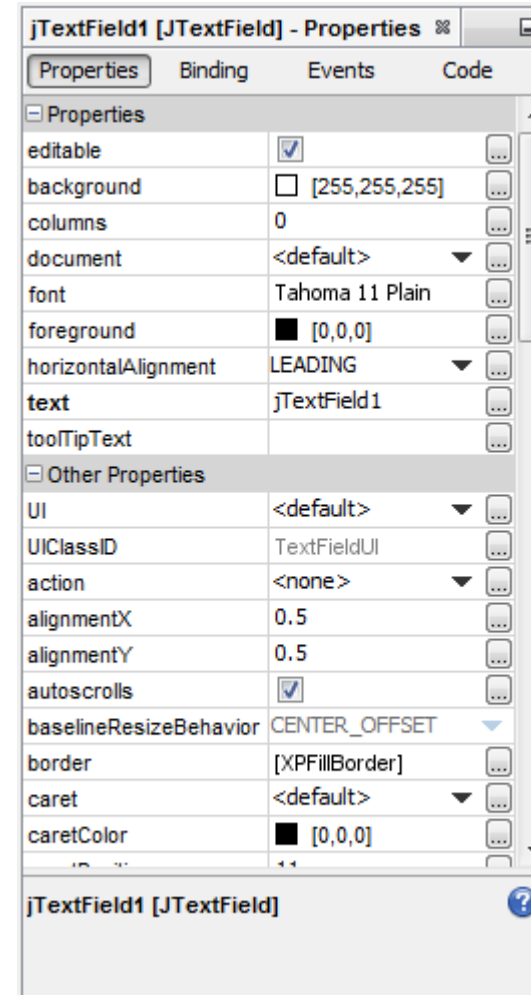 jTextField1 [JTextField] - Properties
Properties Binding Events Code
Properties
editable ...
background [255,255,255] ...
columns 0 ...
document <default> ...
font Tahoma 11 Plain ...
foreground [0,0,0] ...
horizontalAlignment LEADING ...
text jTextField1 ...
toolTipText ...
Other Properties
UI <default> ...
UIClassID TextFieldUI ...
action <none> ...
alignmentX 0.5 ...
alignmentY 0.5 ...
autoscrolls ...
baselineResizeBehavior CENTER_OFFSET
border [XPFillBorder] ...
caret <default> ...
caretColor [0,0,0] ...
jTextField1 [JTextField] ?